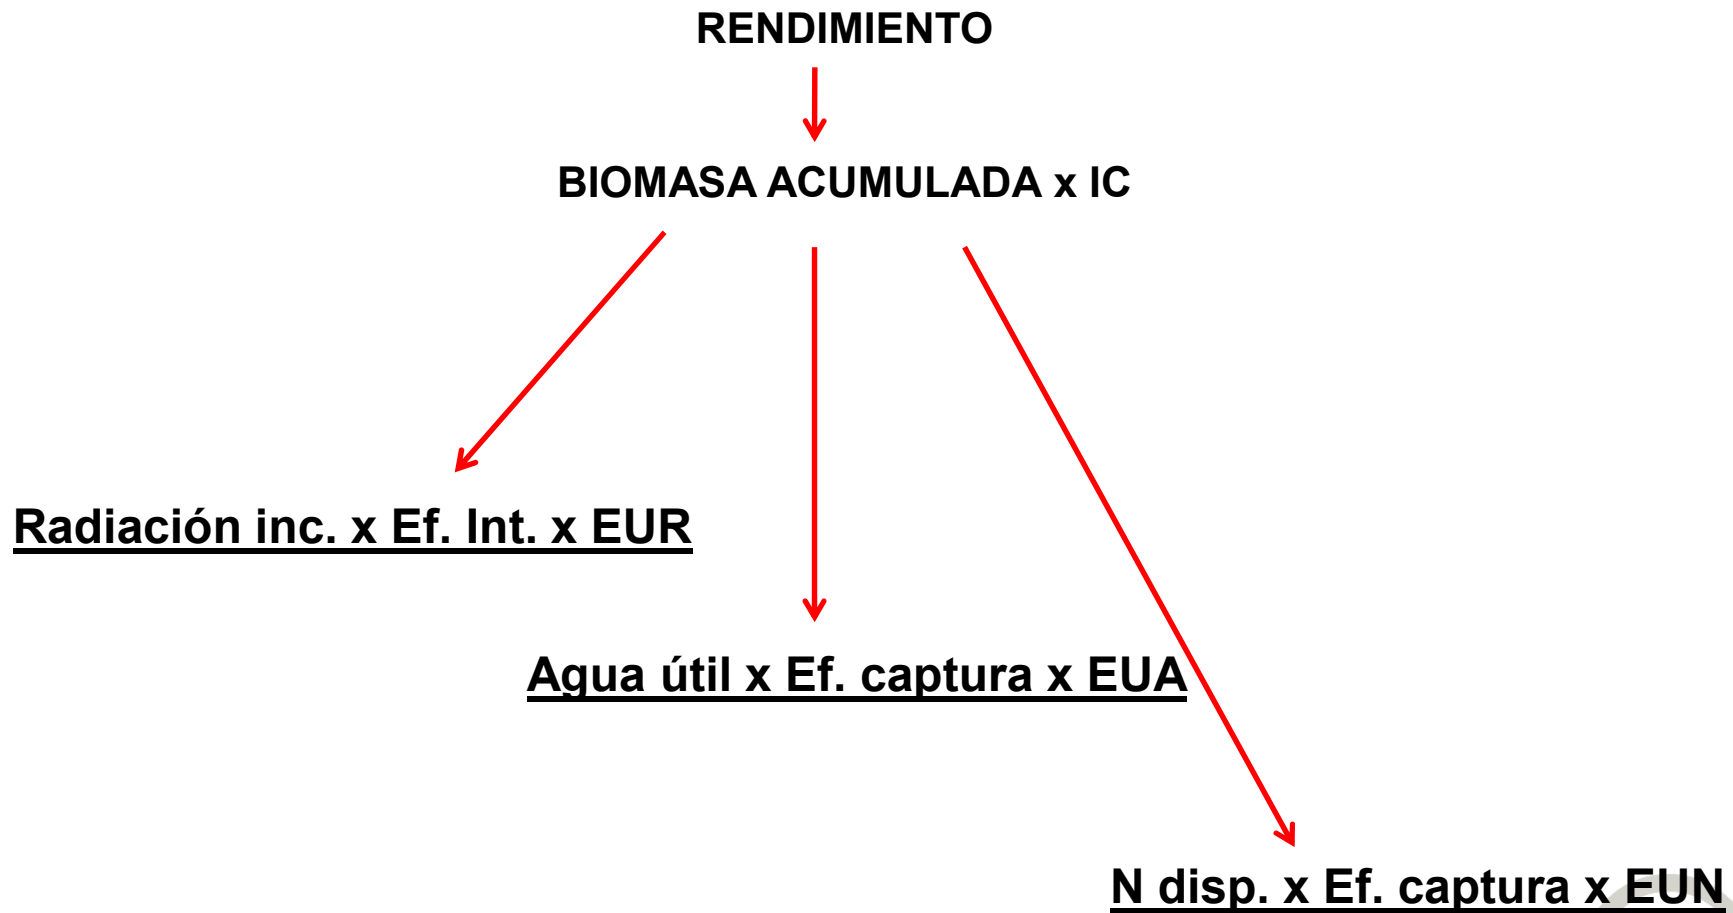 RENDIMIENTO
BIOMASA ACUMULADA x IC
Radiación inc. x Ef. Int. x EUR
Agua útil x Ef. captura x EUA
N disp. x Ef. captura x EUN